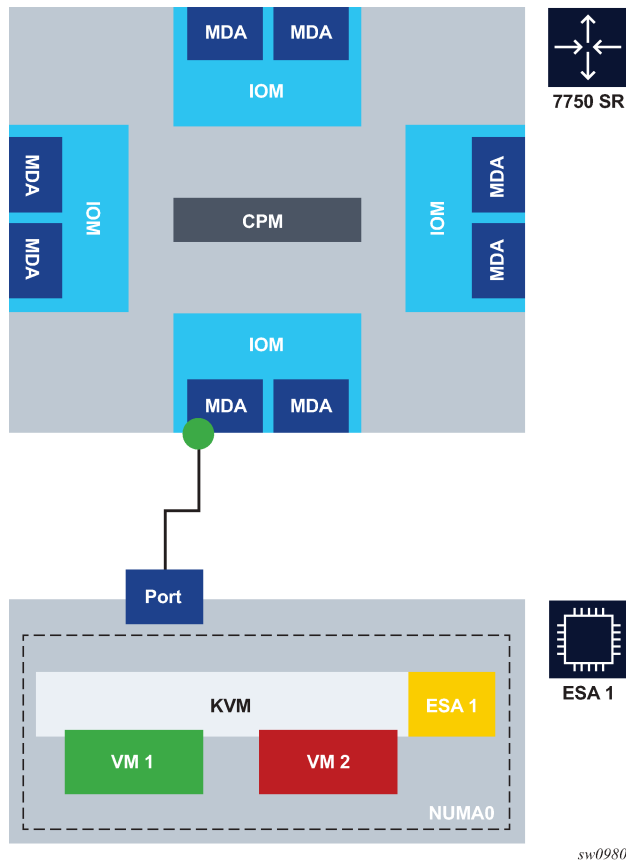 MDA MDA
IOM
7750 SR
MDA
MDA
IOM
CPM
IOM
MDA
MDA
IOM
MDA MDA
Port
KVM
ESA 1
ESA 1
VM 1
VM 2
NUMA0
sw0980